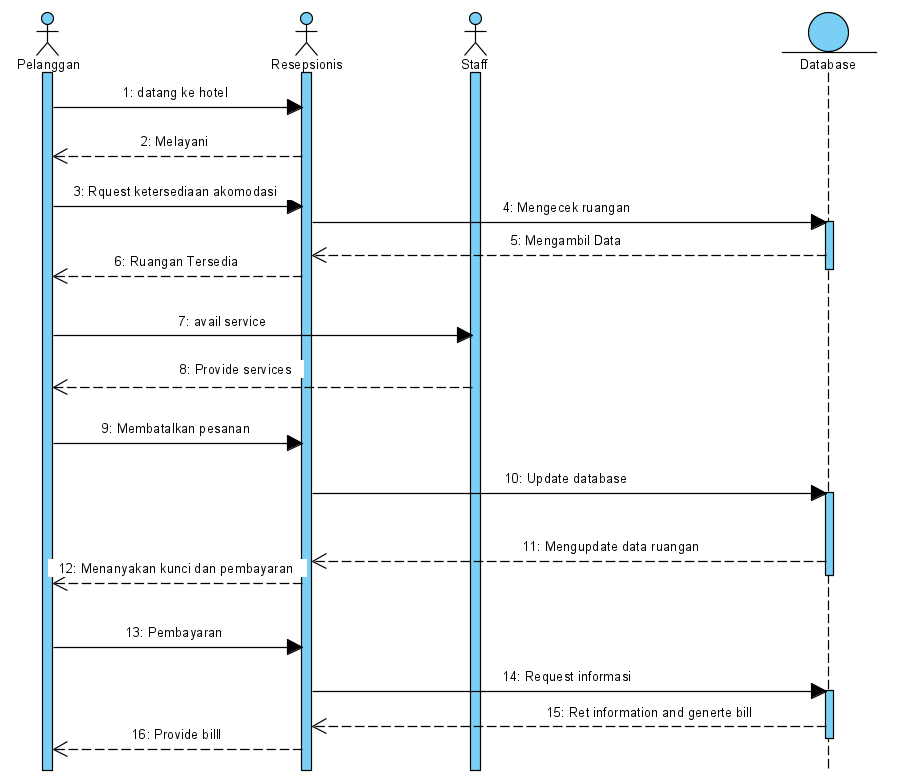 Pelanggan
Resepsionis
Staff
Database
1: datang ke hotel
2: Melayani
3: Rquest ketersediaan akomodasi
4: Mengecek ruangan
5: Mengambil Data
6: Ruangan Tersedia
7: avail service
8: Provide services
9: Membatalkan pesanan
10: Update database
11: Mengupdate data ruangan
12: Menanyakan kunci dan pembayaran
13: Pembayaran
14: Request informasi
15: Ret information and generte bill
16: Provide billl